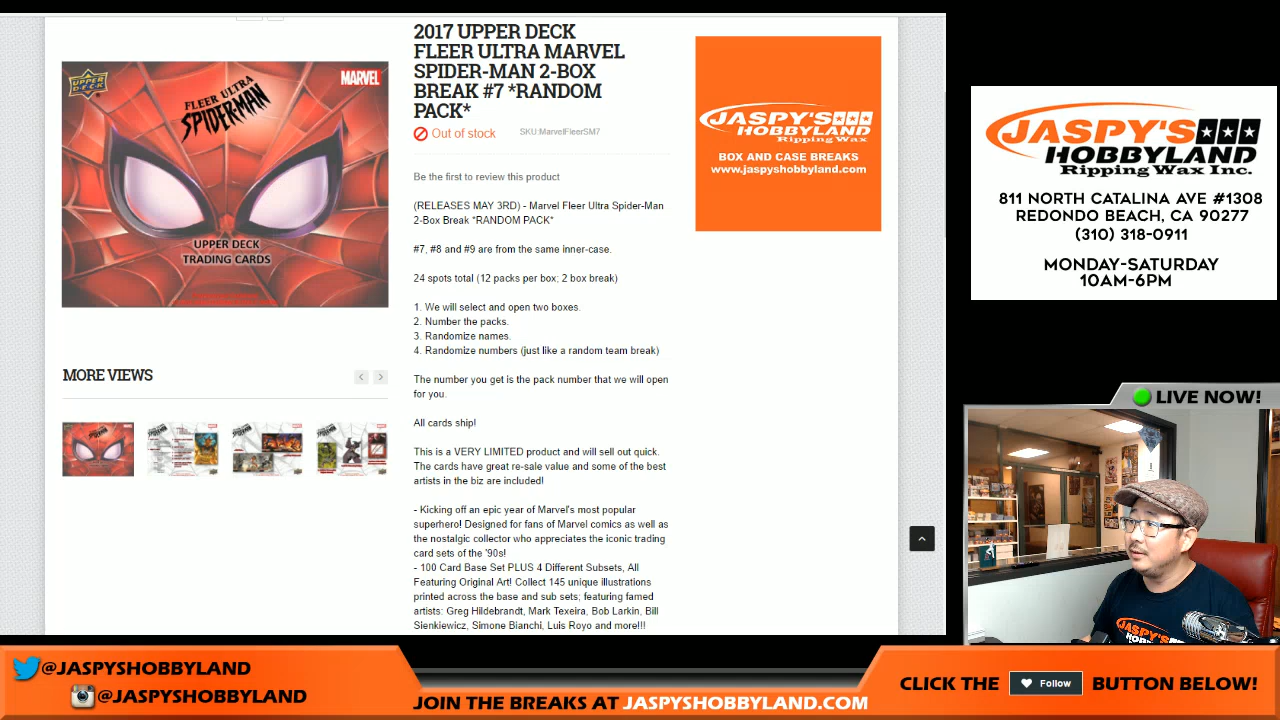 2017 UPPER DECK
FLEER ULTRA MARVEL
SPIDER-MAN 2-BOX
BREAK #7 *RANDOM
PACK*
Out of stock
SKU:MarvelFleerSM7
UPPER DECK
MARVEL
FLEER ULTRA
SPIDER-MAN
UPPER DECK
TRADING CARDS
MORE VIEWS
Be the first to review this product
(RELEASES MAY 3RD) - Marvel Fleer Ultra Spider-Man
2-Box Break *RANDOM PACK*
#7, #8 and #9 are from the same inner-case.
24 spots total (12 packs per box; 2 box break)
1. We will select and open two boxes.
2. Number the packs.
3. Randomize names.
4. Randomize numbers (just like a random team break)
The number you get is the pack number that we will open
for you.
All cards ship!
This is a VERY LIMITED product and will sell out quick.
The cards have great re-sale value and some of the best
artists in the biz are included!
- Kicking off an epic year of Marvel's most popular
superhero! Designed for fans of Marvel comics as well as
the nostalgic collector who appreciates the iconic trading
card sets of the '90s!
- 100 Card Base Set PLUS 4 Different Subsets, All
Featuring Original Art! Collect 145 unique illustrations
printed across the base and sub sets; featuring famed
artists: Greg Hildebrandt, Mark Texeira, Bob Larkin, Bill
Sienkiewicz, Simone Bianchi, Luis Royo and more!!!
JASPY'S
HOBBYLAND
Ripping Wax
BOX AND CASE BREAKS
www.jaspyshobbyland.com
JASPY'S
HOBBYLAND
Ripping Wax Inc.
811 NORTH CATALINA AVE #1308
REDONDO BEACH, CA 90277
(310) 318-0911
MONDAY-SATURDAY
10AM-6PM
LIVE NOW!
JASPY'S
@JASPYSHOBBYLAND
@JASPYSHOBBYLAND
JOIN THE BREAKS AT JASPYSHOBBYLAND.COM
CLICK THE Follow BUTTON BELOW!